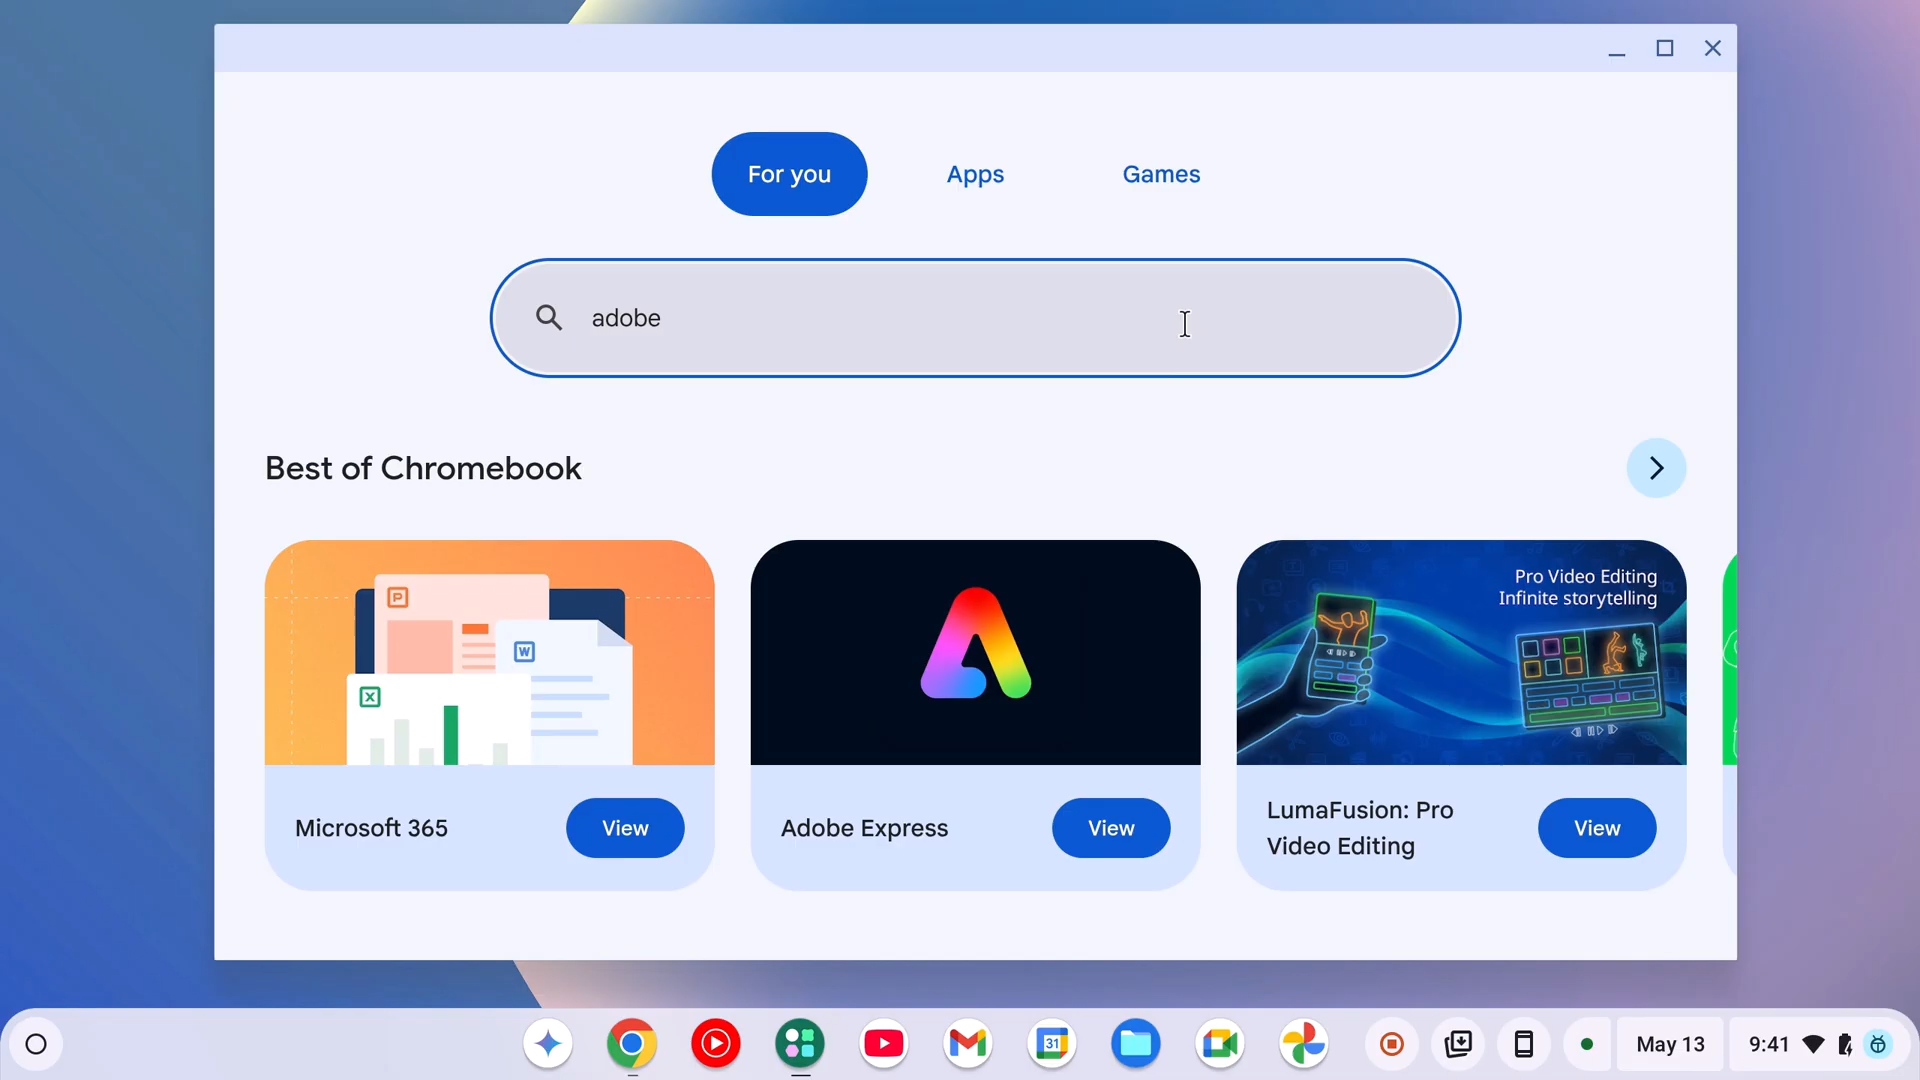 For you
Apps
Games
adobe
Best of Chromebook
P
W
X
Pro Video Editing
Infinite storytelling
Microsoft 365
View
Adobe Express
View
LumaFusion: Pro
Video Editing
View
31
May 13
9:41